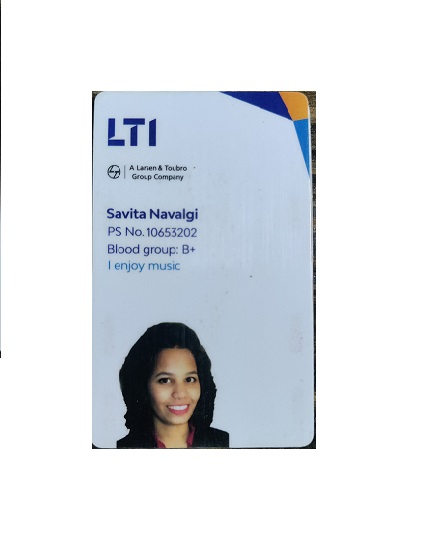 LTI
A Larsen & Toubro
Group Company
Savita Navalgi
PS No. 10653202
Blood group: B+
I enjoy music